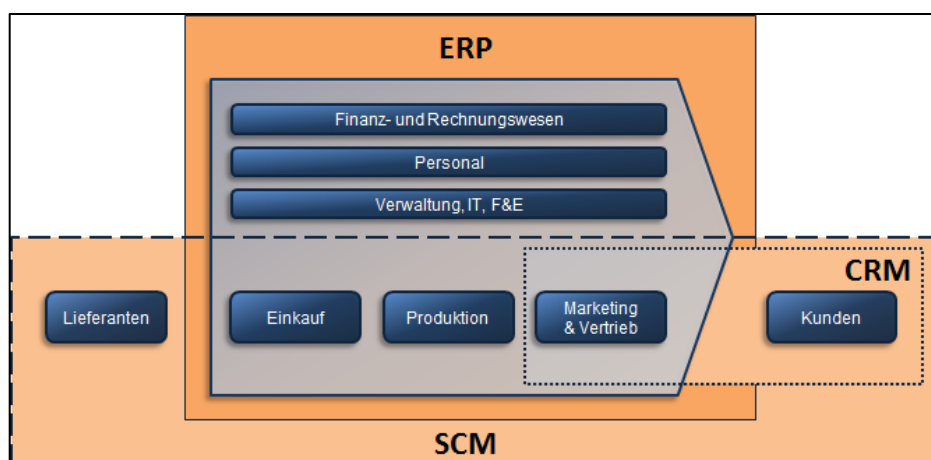 ERP
Finanz- und Rechnungswesen
Personal
Verwaltung, IT, F&E
CRM
Lieferanten
Einkauf
Produktion
Marketing
& Vertrieb
Kunden
SCM